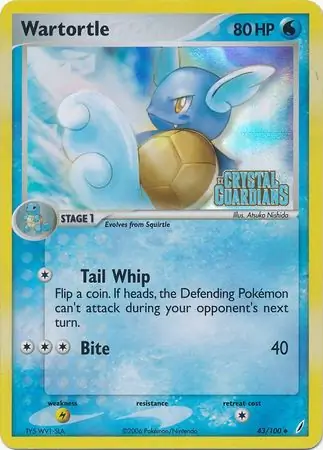 Wartortle 80 HP
EX
CRYSTAL
GUARDIANS
Illus. Atsuko Nishida
STAGE 1
Evolves from Squirtle
Tail Whip
Flip a coin. If heads, the Defending Pokémon
can't attack during your opponent's next
turn.
Bite 40
weakness resistance retreat cost
©2006 Pokémon/Nintendo 43/100